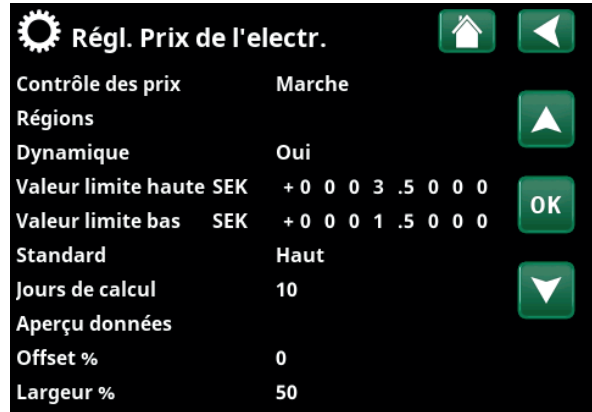 Régl. Prix de l'electr.
Contrôle des prix Marche
Régions
Dynamique Oui
Valeur limite haute SEK +0 0 0 3 .5 0 0 0
OK
Valeur limite bas SEK +0 0 0 1 .5 0 0 0
Standard Haut
Jours de calcul 10
Aperçu données
Offset % 0
Largeur % 50